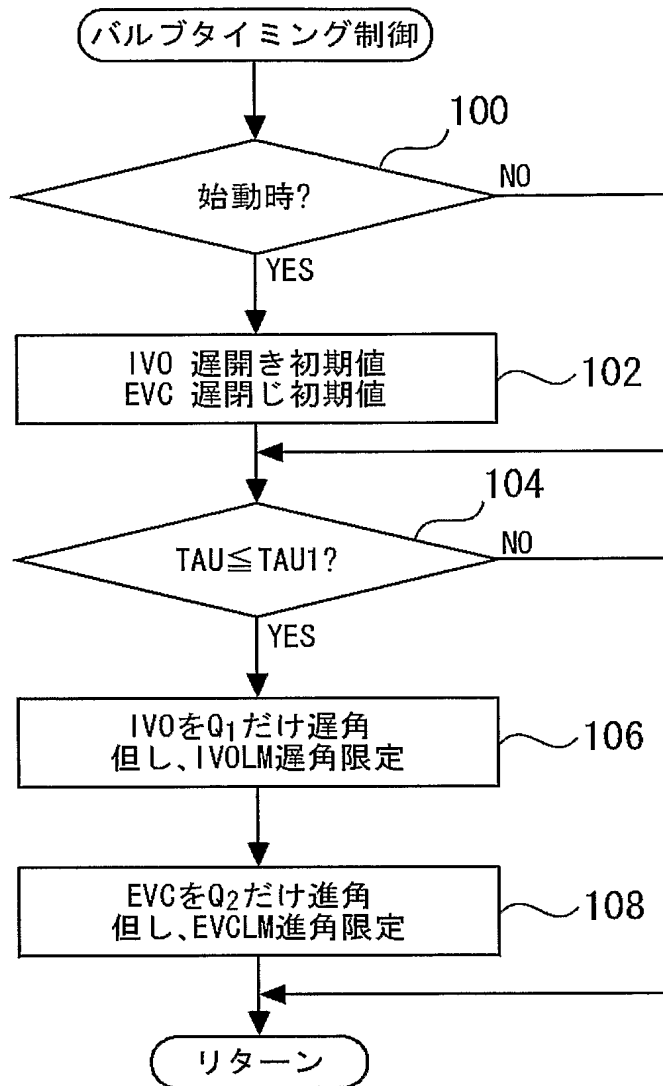 バルブタイミング制御
100
始動時?
NO
YES
IVO 遅開き初期値
EVC 遅閉じ初期値
102
104
TAU≦TAU1?
NO
YES
IVOをQ1だけ遅角
但し、IVOLM遅角限定
106
EVCをQ2だけ進角
但し、EVCLM進角限定
108
リターン